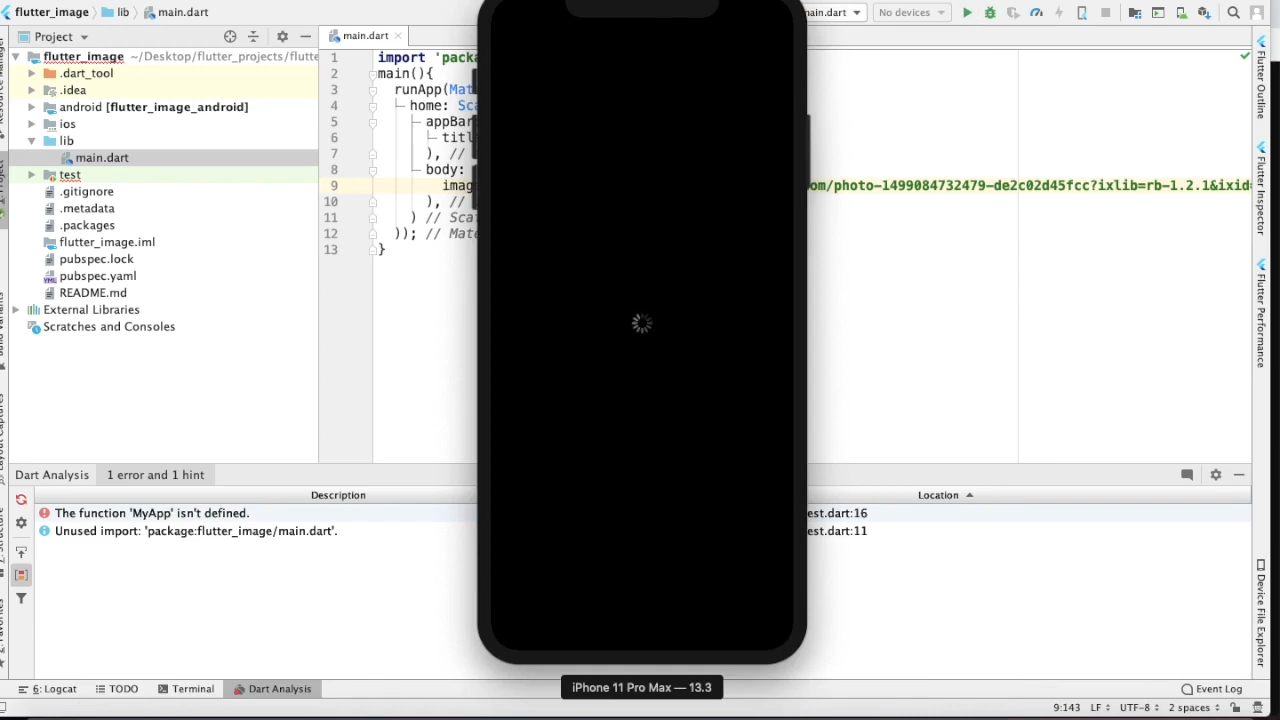 flutter_image lib main.dart
main.dart No devices
Project
main.dart
flutter_image ~/Desktop/flutter_projects/flutte
.dart_tool
.idea
android [flutter_image_android]
ios
lib
main.dart
test
.gitignore
.metadata
.packages
flutter_image.iml
pubspec.lock
pubspec.yaml
README.md
External Libraries
Scratches and Consoles
1 import 'packa
2 main(){
3 runApp(Mat
4 home: Sca
5 appBar
6 titl
7 ), //
8 body:
9 imag om/photo-1499084732479-de2c02d45fcc?ixlib=rb-1.2.1&ixid=
10 ), //
11 ) // Scaf
12 )); // Mate
13 }
Flutter Outline
Flutter Inspector
Flutter Performance
Device File Explorer
Dart Analysis 1 error and 1 hint
Description Location
The function 'MyApp' isn't defined. est.dart:16
Unused import: 'package:flutter_image/main.dart'. est.dart:11
iPhone 11 Pro Max — 13.3
6: Logcat TODO Terminal Dart Analysis Event Log
9:143 LF UTF-8 2 spaces